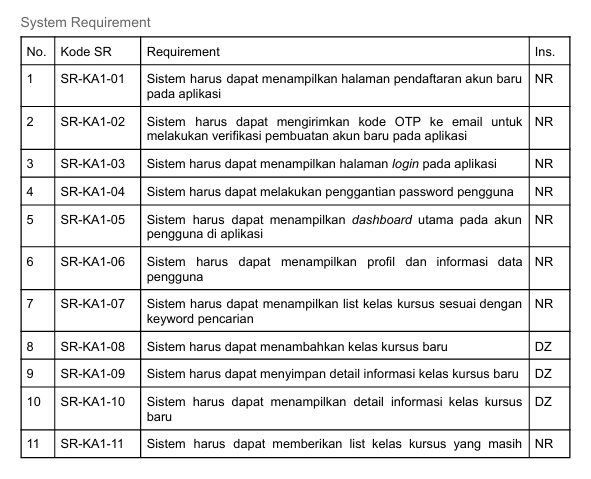 System Requirement
No. Kode SR Requirement Ins.
1 SR-KA1-01 Sistem harus dapat menampilkan halaman pendaftaran akun baru NR
pada aplikasi
2 SR-KA1-02 Sistem harus dapat mengirimkan kode OTP ke email untuk NR
melakukan verifikasi pembuatan akun baru pada aplikasi
3 SR-KA1-03 Sistem harus dapat menampilkan halaman login pada aplikasi NR
4 SR-KA1-04 Sistem harus dapat melakukan penggantian password pengguna NR
5 SR-KA1-05 Sistem harus dapat menampilkan dashboard utama pada akun NR
pengguna di aplikasi
6 SR-KA1-06 Sistem harus dapat menampilkan profil dan informasi data NR
pengguna
7 SR-KA1-07 Sistem harus dapat menampilkan list kelas kursus sesuai dengan NR
keyword pencarian
8 SR-KA1-08 Sistem harus dapat menambahkan kelas kursus baru DZ
9 SR-KA1-09 Sistem harus dapat menyimpan detail informasi kelas kursus baru DZ
10 SR-KA1-10 Sistem harus dapat menampilkan detail informasi kelas kursus DZ
baru
11 SR-KA1-11 Sistem harus dapat memberikan list kelas kursus yang masih NR